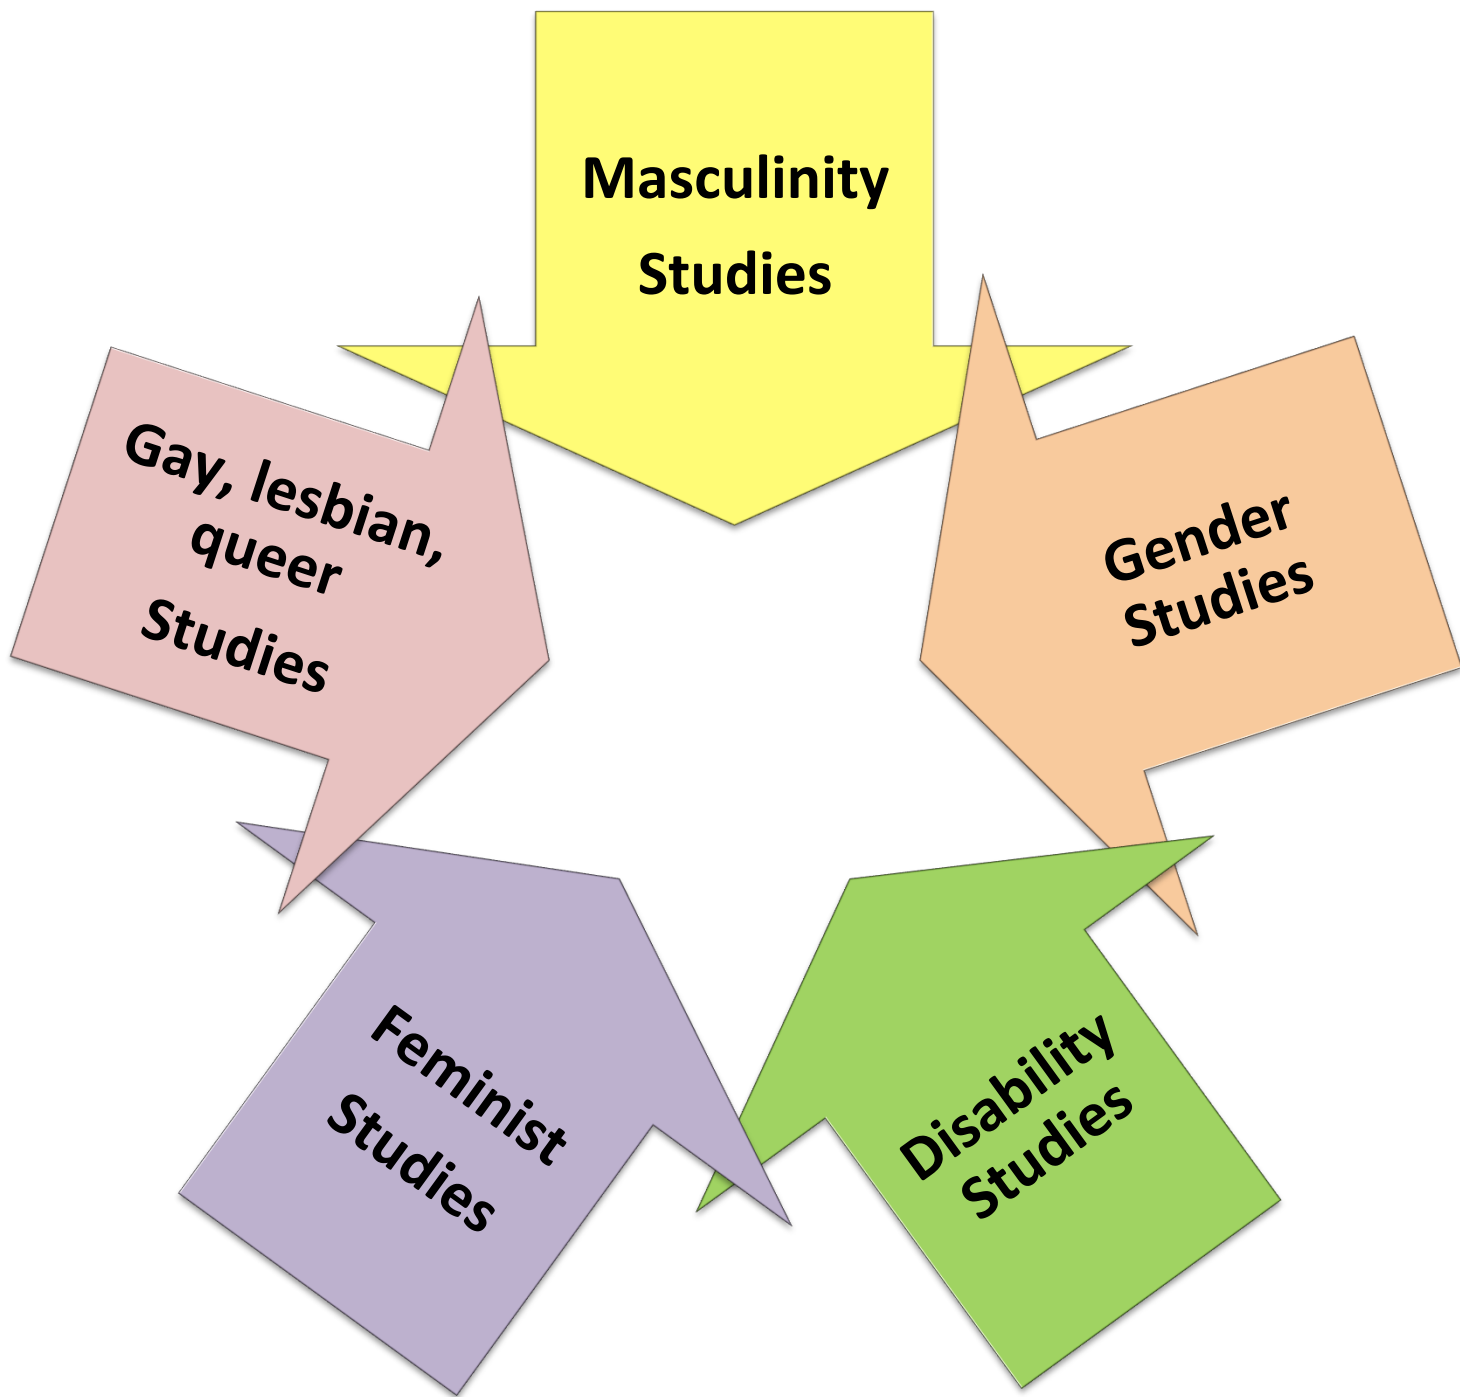 Masculinity
Studies
Gay, lesbian,
queer
Studies
Gender
Studies
Feminist
Studies
Disability
Studies